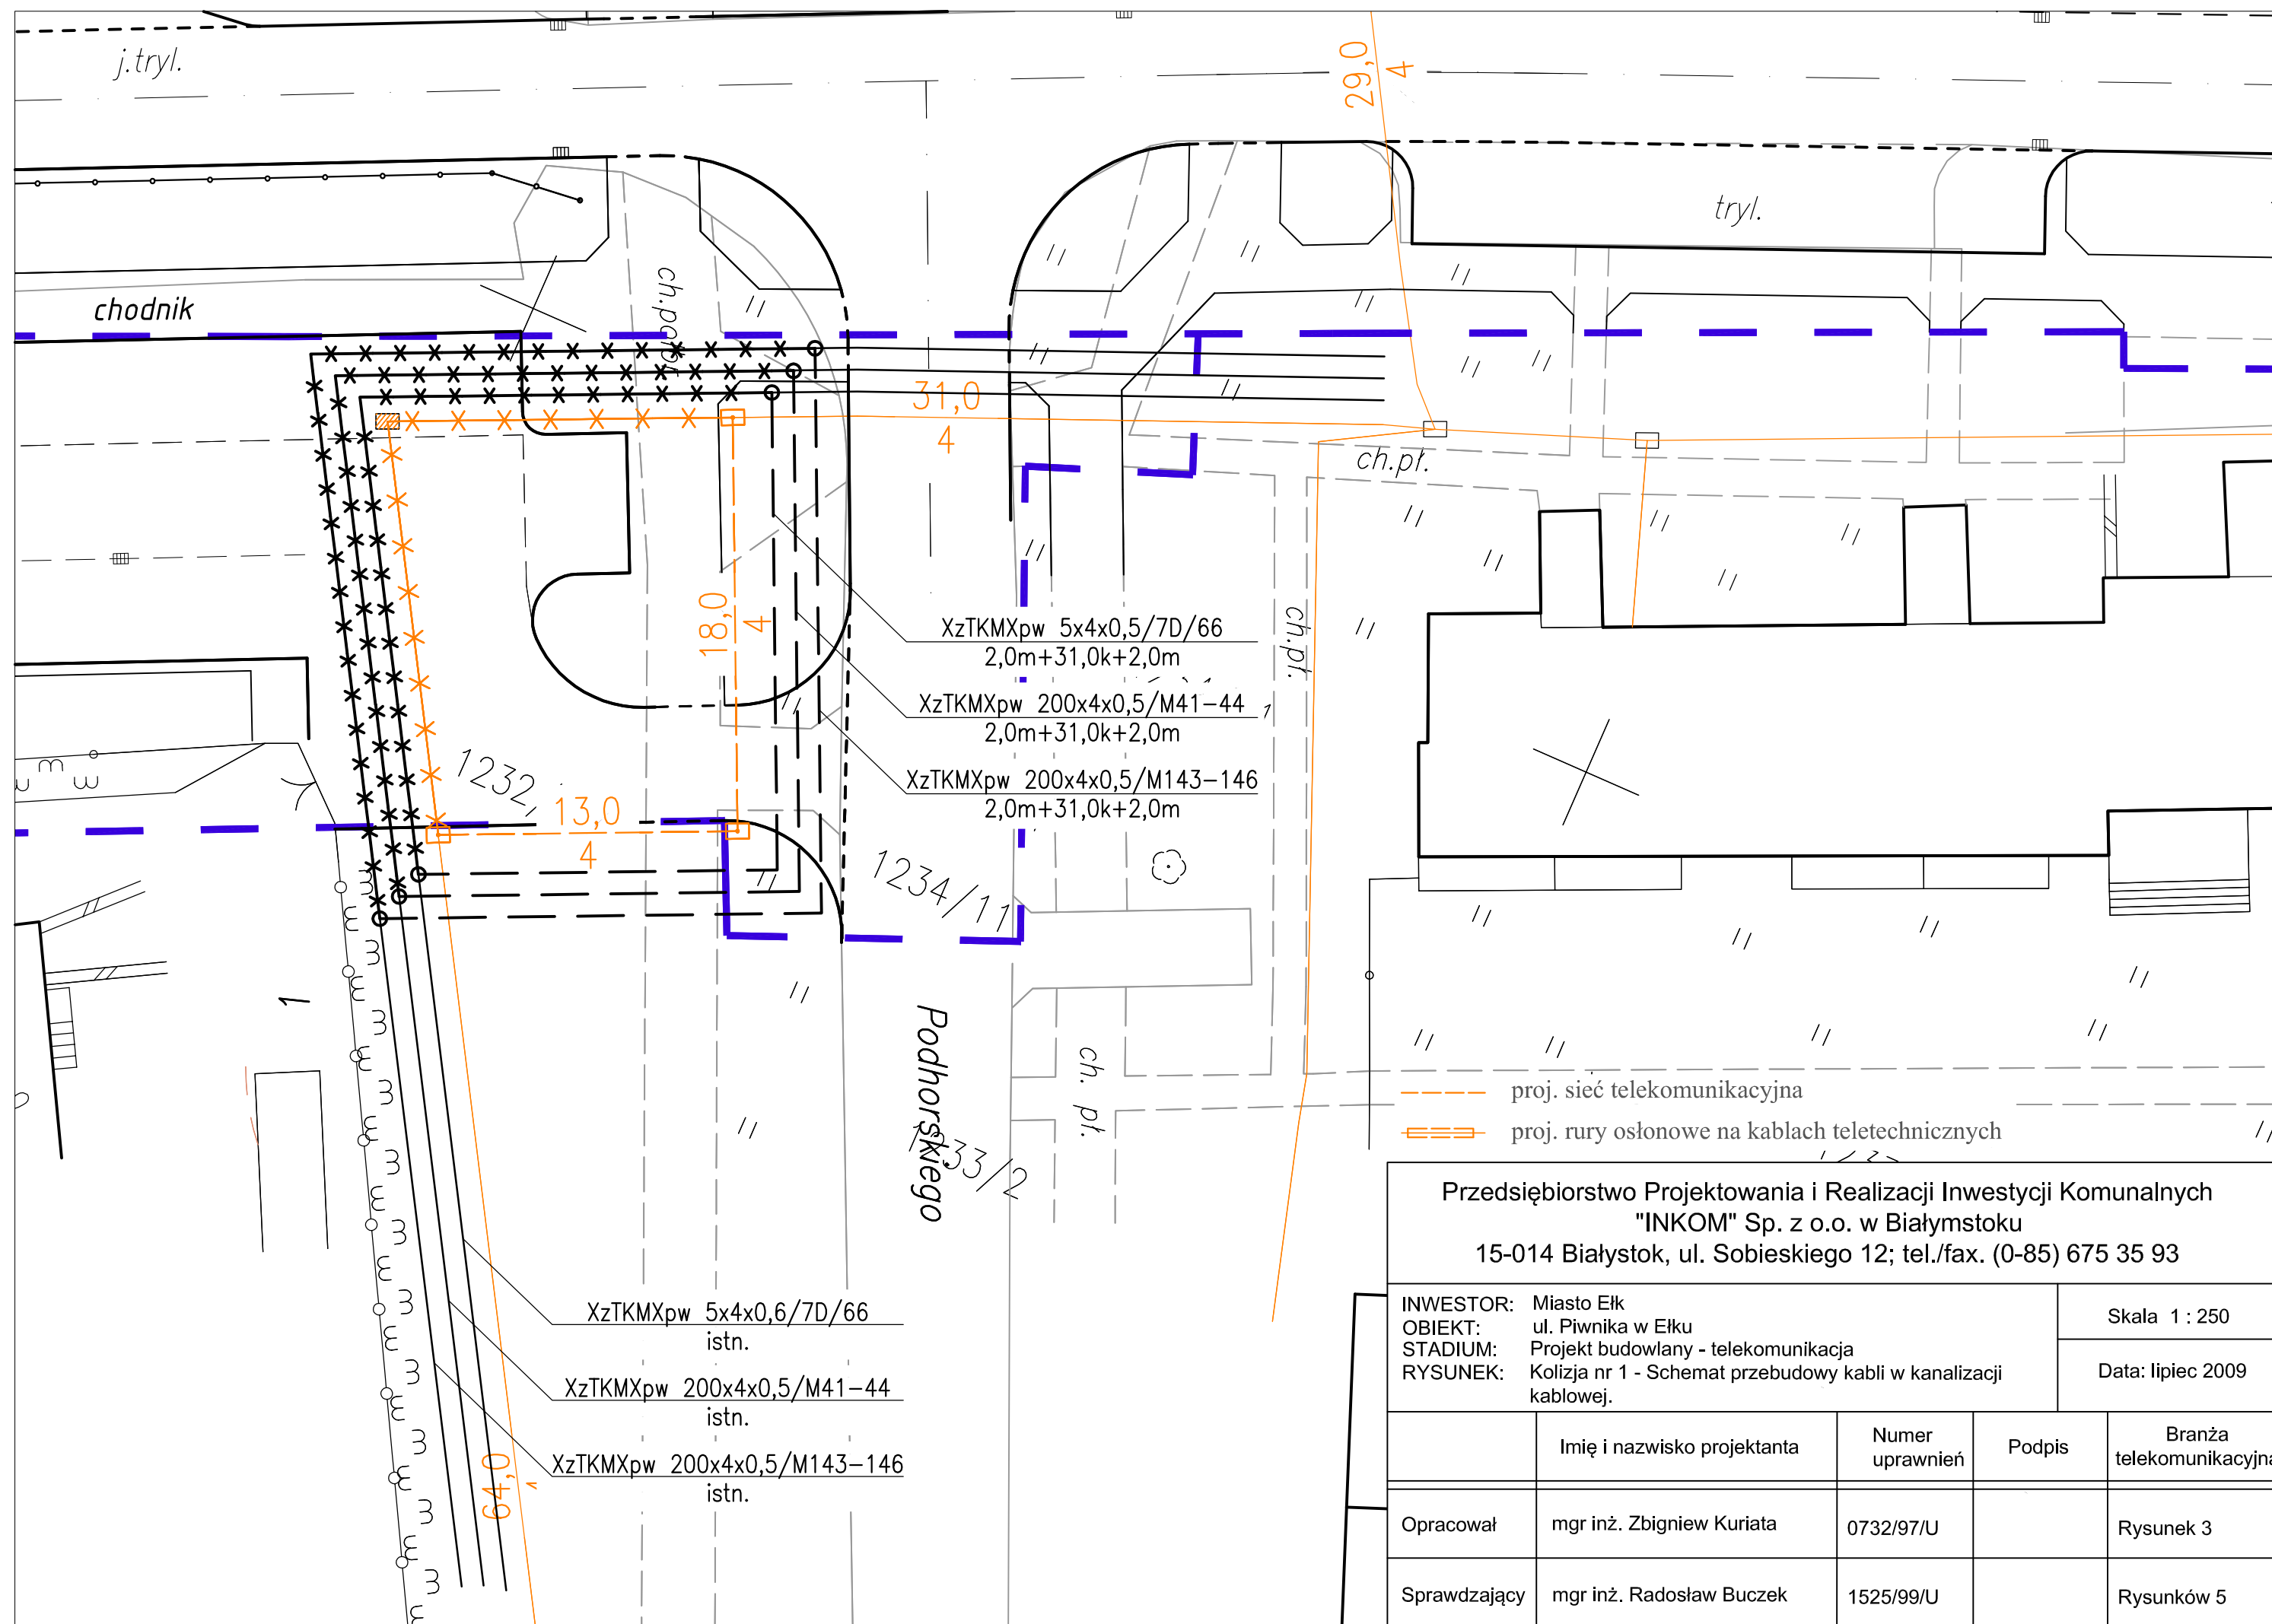 j.tryl.
29,0
4
tryl.
chodnik
31,0
4
ch.pł.
18,0
4
ch.pł.
XzTKMXpw 5x4x0,5/7D/66
2,0m+31,0k+2,0m
XzTKMXpw 200x4x0,5/M41-44
2,0m+31,0k+2,0m
XzTKMXpw 200x4x0,5/M143-146
2,0m+31,0k+2,0m
1232
13,0
4
1234/11
1
Podhorskiego
ch. pł.
1233/2
proj. sieć telekomunikacyjna
proj. rury osłonowe na kablach teletechnicznych
XzTKMXpw 5x4x0,6/7D/66
istn.
XzTKMXpw 200x4x0,5/M41-44
istn.
XzTKMXpw 200x4x0,5/M143-146
istn.
64,0
1
Przedsiębiorstwo Projektowania i Realizacji Inwestycji Komunalnych
"INKOM" Sp. z o.o. w Białymstoku
15-014 Białystok, ul. Sobieskiego 12; tel./fax. (0-85) 675 35 93
INWESTOR: Miasto Ełk
OBIEKT: ul. Piwnika w Ełku
STADIUM: Projekt budowlany - telekomunikacja
RYSUNEK: Kolizja nr 1 - Schemat przebudowy kabli w kanalizacji
kablowej.
Skala 1 : 250
Data: lipiec 2009
Imię i nazwisko projektanta
Numer
uprawnień
Podpis
Branża
telekomunikacyjna
Opracował mgr inż. Zbigniew Kuriata 0732/97/U Rysunek 3
Sprawdzający mgr inż. Radosław Buczek 1525/99/U Rysunków 5